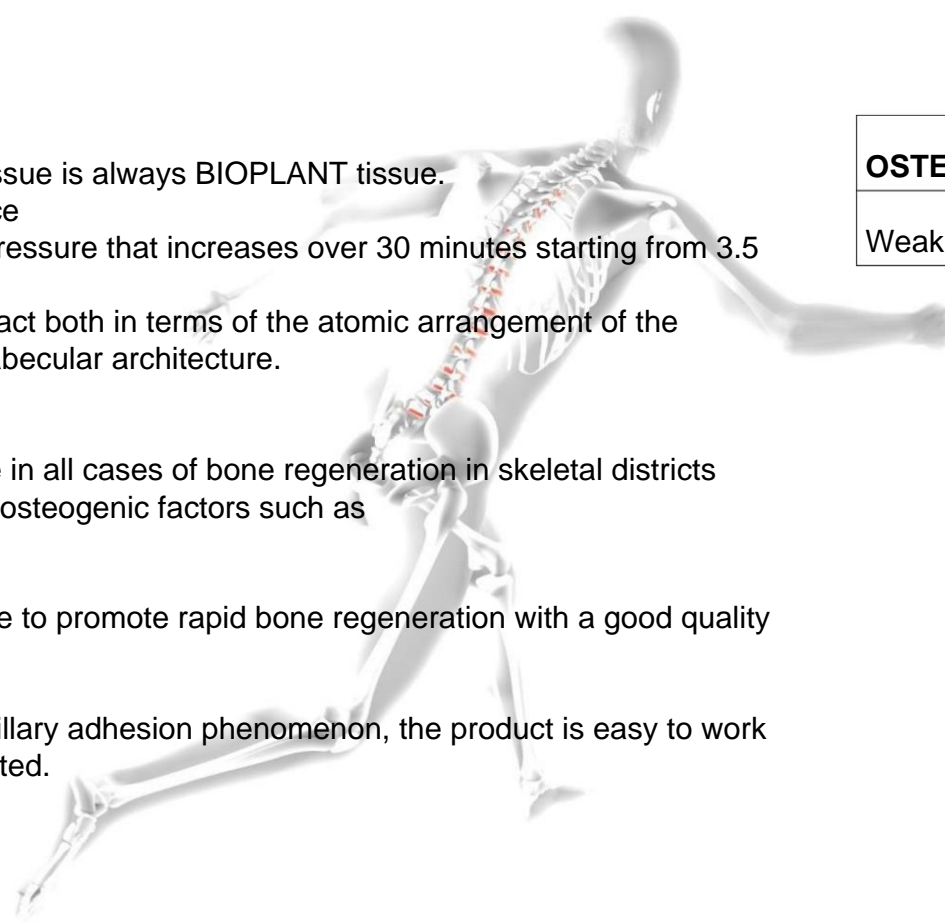 ssue is always BIOPLANT tissue.
ce
ressure that increases over 30 minutes starting from 3.5
act both in terms of the atomic arrangement of the
abecular architecture.
e in all cases of bone regeneration in skeletal districts
osteogenic factors such as
e to promote rapid bone regeneration with a good quality
illary adhesion phenomenon, the product is easy to work
ted.
OSTE
Weak